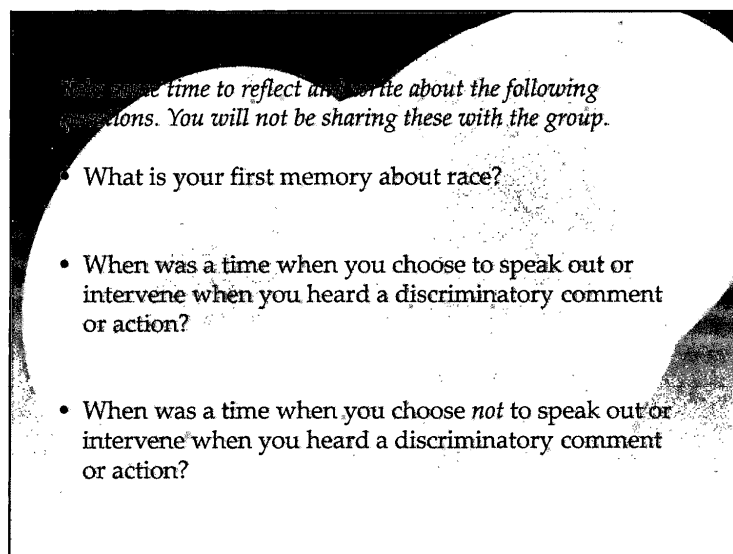 time to reflect and write about the following
questions. You will not be sharing these with the group.
• What is your first memory about race?
• When was a time when you choose to speak out or
intervene when you heard a discriminatory comment
or action?
• When was a time when you choose not to speak out or
intervene when you heard a discriminatory comment
or action?